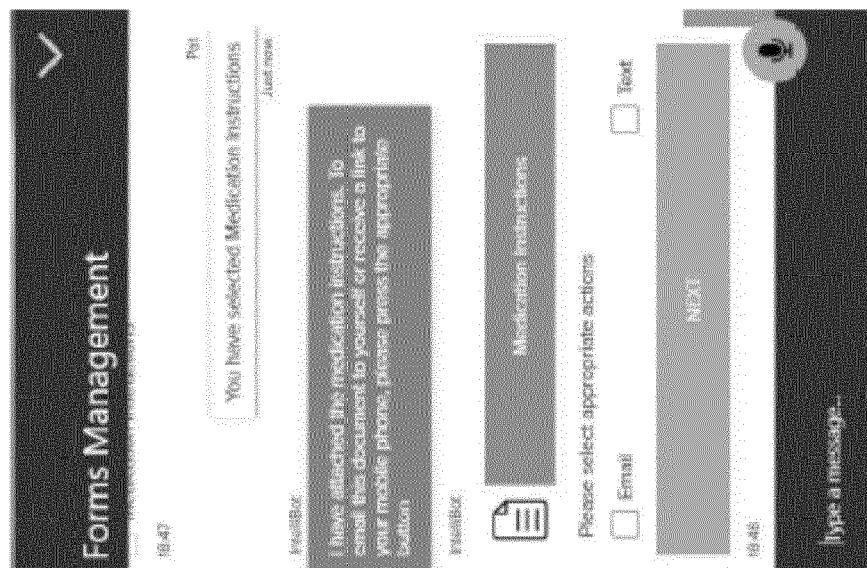 Forms Management
18:47
Pat
You have selected Medication Instructions
Just now
IntelliBot
I have attached the medication instructions. To
email this document to yourself or receive a link to
your mobile phone, please press the appropriate
button
IntelliBot
Medication Instructions
Please select appropriate actions
Email
Text
NEXT
18:48
Type a message...